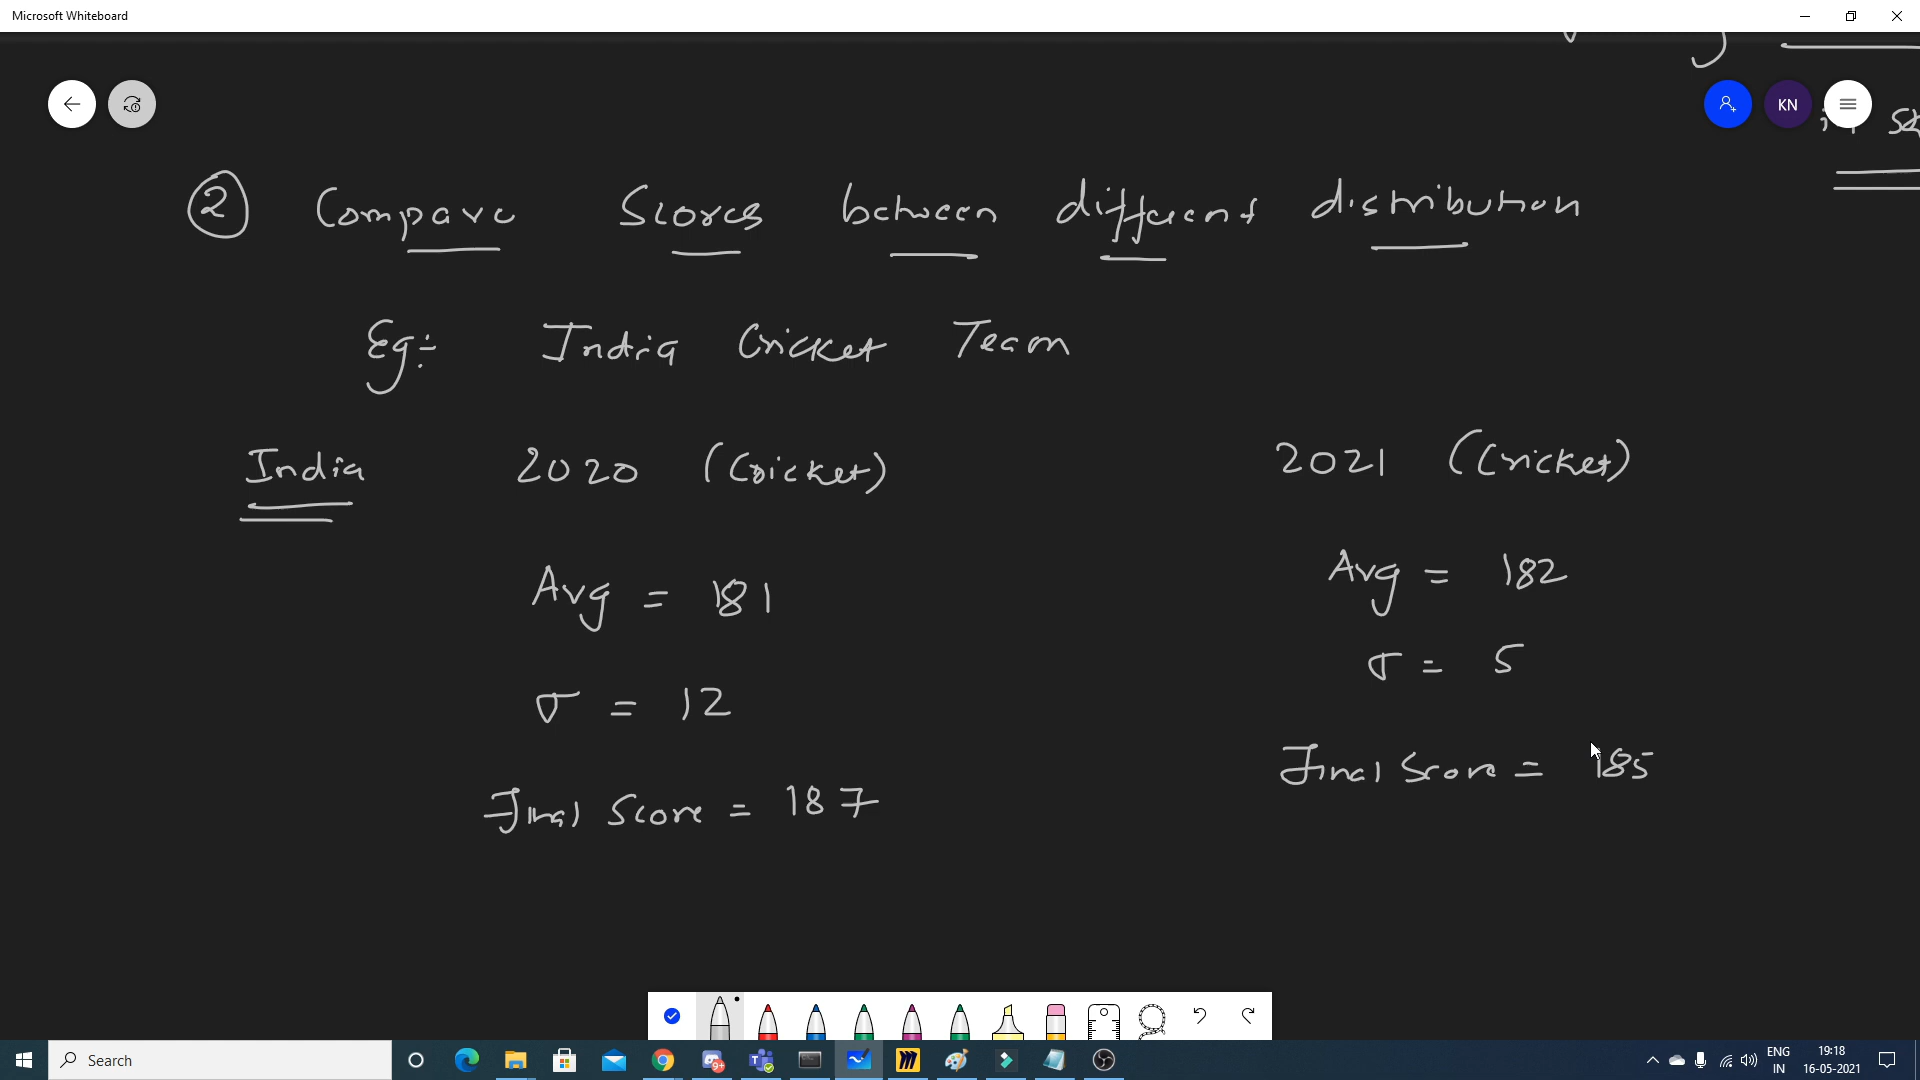 Microsoft Whiteboard
KN
② Compare Scores between different distribution
Eg:- India Cricket Team
India 2020 (Cricket) 2021 (Cricket)
Avg = 181 Avg = 182
σ = 12 σ = 5
Final Score = 187 Final Score = 185
Search
9+
ENG
IN
19:18
16-05-2021